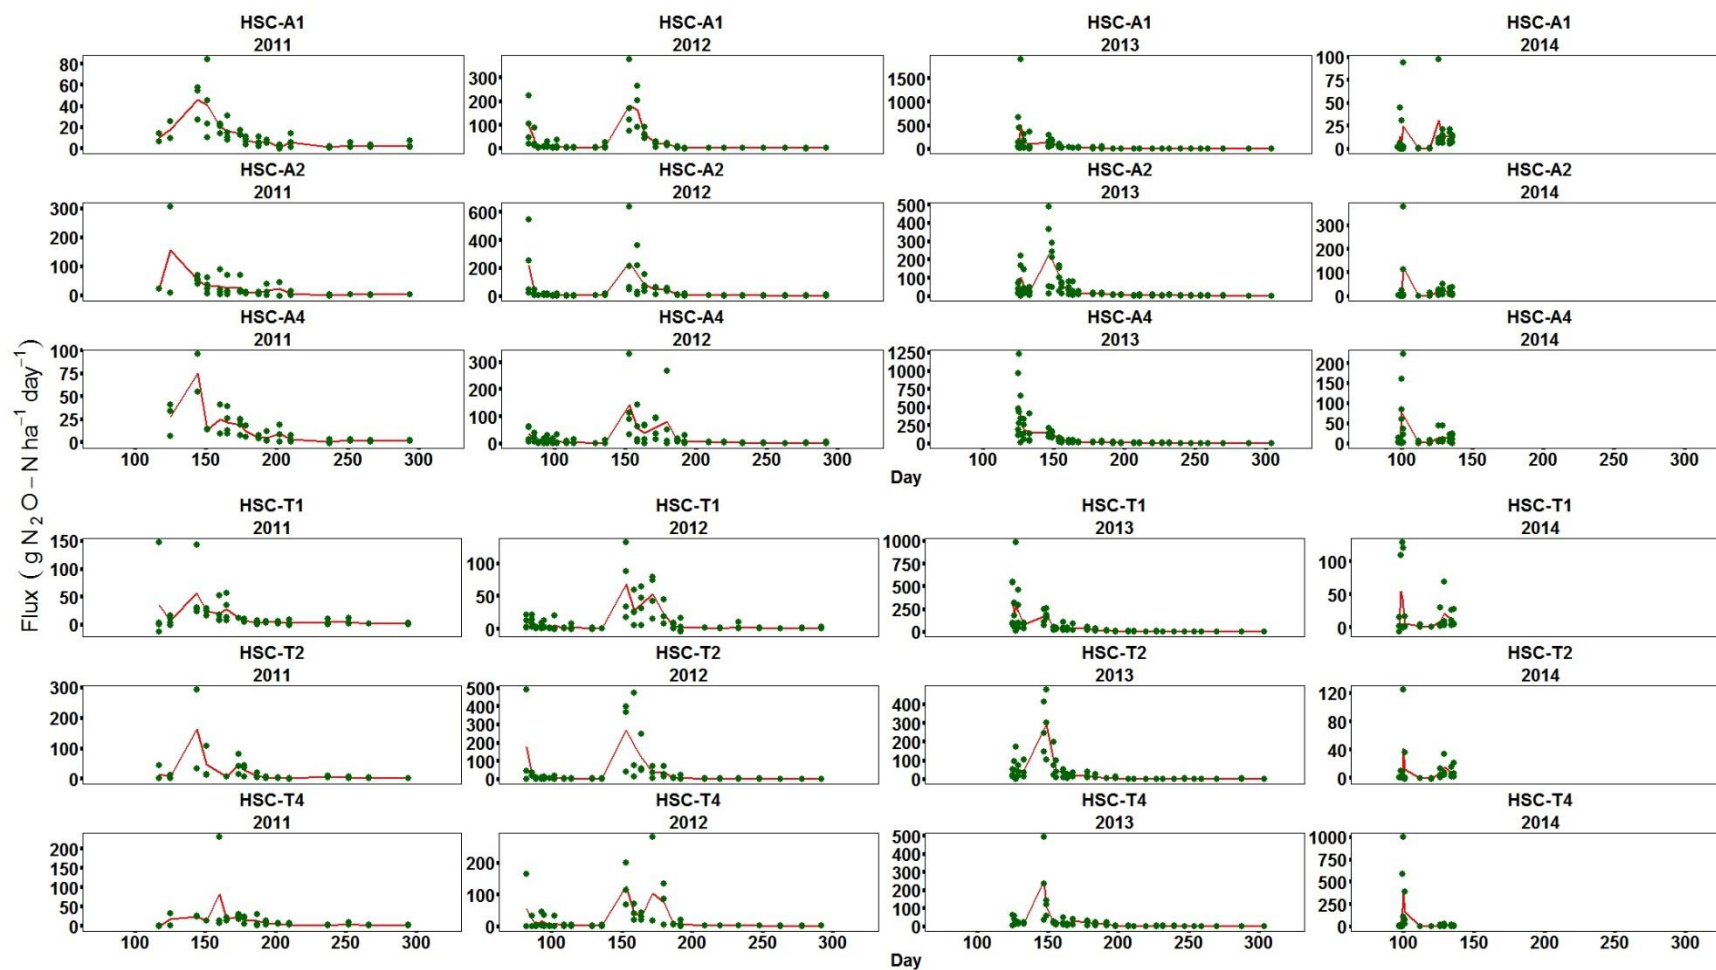 HSC-A1 HSC-A1 HSC-A1 HSC-A1
2011 2012 2013 2014
80 60 40 20 0
300 200 100 0
1500 1000 500 0
100 75 50 25 0
HSC-A2 HSC-A2 HSC-A2 HSC-A2
2011 2012 2013 2014
300 200 100 0
600 400 200 0
500 400 300 200 100 0
300 200 100 0
HSC-A4 HSC-A4 HSC-A4 HSC-A4
2011 2012 2013 2014
100 75 50 25 0
300 200 100 0
1250 1000 750 500 250 0
200 150 100 50 0
100 150 200 250 300 100 150 200 250 300 100 150 200 250 300 100 150 200 250 300
Day
Flux ( g N₂O – N ha⁻¹ day⁻¹)
HSC-T1 HSC-T1 HSC-T1 HSC-T1
2011 2012 2013 2014
150 100 50 0
100 50 0
1000 750 500 250 0
100 50 0
HSC-T2 HSC-T2 HSC-T2 HSC-T2
2011 2012 2013 2014
300 200 100 0
500 400 300 200 100 0
400 300 200 100 0
120 80 40 0
HSC-T4 HSC-T4 HSC-T4 HSC-T4
2011 2012 2013 2014
200 150 100 50 0
200 100 0
500 400 300 200 100 0
1000 750 500 250 0
100 150 200 250 300 100 150 200 250 300 100 150 200 250 300 100 150 200 250 300
Day